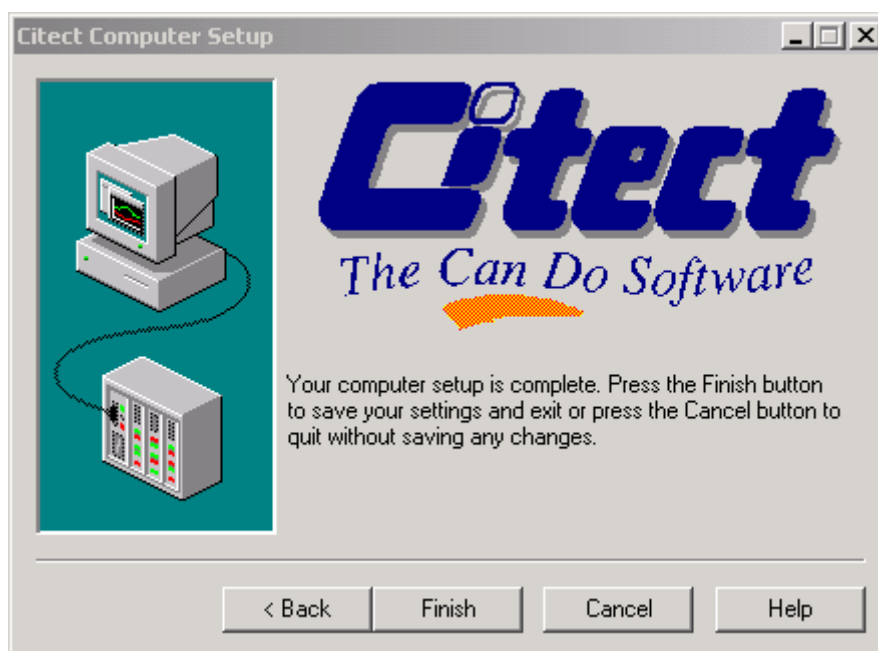 Citect Computer Setup
Citect
The Can Do Software
Your computer setup is complete. Press the Finish button
to save your settings and exit or press the Cancel button to
quit without saving any changes.
< Back Finish Cancel Help